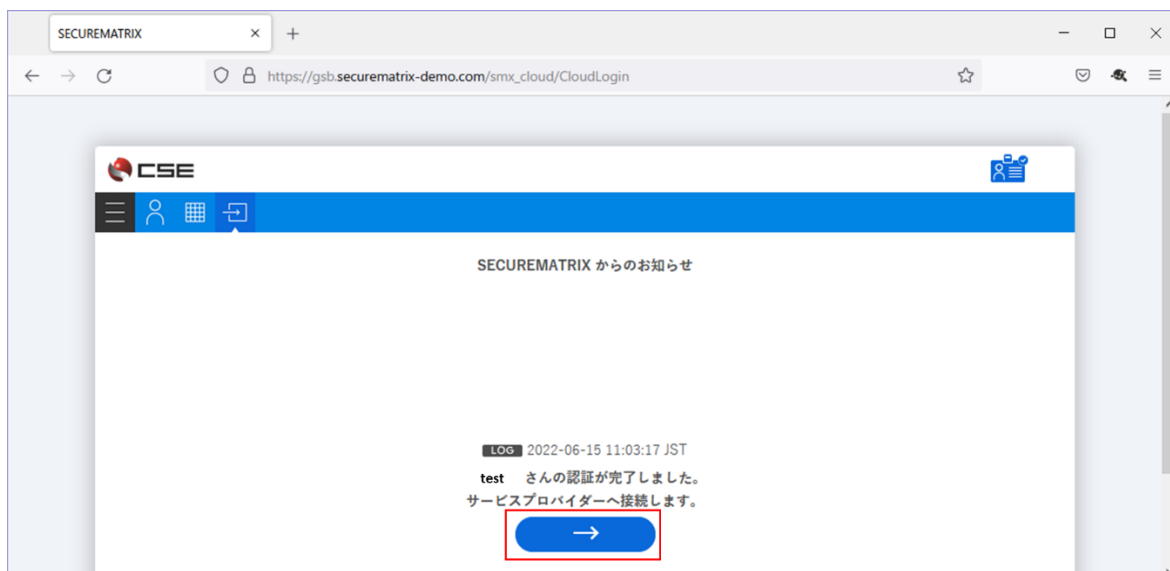 SECUREMATRIX
https://gsb.securematrix-demo.com/smx_cloud/CloudLogin
CSE
SECUREMATRIX からのお知らせ
LOG 2022-06-15 11:03:17 JST
test さんの認証が完了しました。
サービスプロバイダーへ接続します。